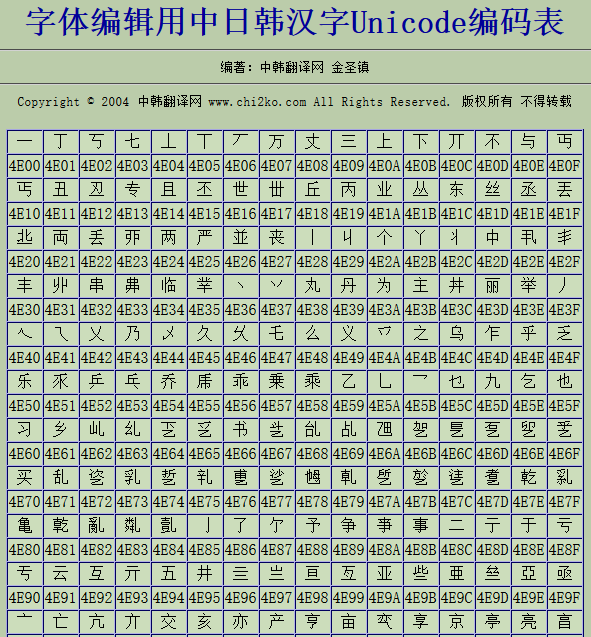 字体编辑用中日韩汉字Unicode编码表
编著：中韩翻译网 金圣镇
Copyright © 2004 中韩翻译网 www.chi2ko.com All Rights Reserved. 版权所有 不得转载
一 丁 丂 七 丄 丅 丆 万 丈 三 上 下 丌 不 与 丏
4E00 4E01 4E02 4E03 4E04 4E05 4E06 4E07 4E08 4E09 4E0A 4E0B 4E0C 4E0D 4E0E 4E0F
丐 丑 丒 专 且 丕 世 丗 丘 丙 业 丛 东 丝 丞 丟
4E10 4E11 4E12 4E13 4E14 4E15 4E16 4E17 4E18 4E19 4E1A 4E1B 4E1C 4E1D 4E1E 4E1F
丠 両 丢 丣 两 严 並 丧 丨 丩 个 丫 丬 中 丮 丯
4E20 4E21 4E22 4E23 4E24 4E25 4E26 4E27 4E28 4E29 4E2A 4E2B 4E2C 4E2D 4E2E 4E2F
丰 丱 串 丳 临 丵 丶 丷 丸 丹 为 主 丼 丽 举 丿
4E30 4E31 4E32 4E33 4E34 4E35 4E36 4E37 4E38 4E39 4E3A 4E3B 4E3C 4E3D 4E3E 4E3F
乀 乁 乂 乃 乄 久 乆 乇 么 义 乊 之 乌 乍 乎 乏
4E40 4E41 4E42 4E43 4E44 4E45 4E46 4E47 4E48 4E49 4E4A 4E4B 4E4C 4E4D 4E4E 4E4F
乐 乑 乒 乓 乔 乕 乖 乗 乘 乙 乚 乛 乜 九 乞 也
4E50 4E51 4E52 4E53 4E54 4E55 4E56 4E57 4E58 4E59 4E5A 4E5B 4E5C 4E5D 4E5E 4E5F
习 乡 乢 乣 乤 乥 书 乧 乨 乩 乪 乫 乬 乭 乮 乯
4E60 4E61 4E62 4E63 4E64 4E65 4E66 4E67 4E68 4E69 4E6A 4E6B 4E6C 4E6D 4E6E 4E6F
买 乱 乲 乳 乴 乵 乶 乷 乸 乹 乺 乻 乼 乽 乾 乿
4E70 4E71 4E72 4E73 4E74 4E75 4E76 4E77 4E78 4E79 4E7A 4E7B 4E7C 4E7D 4E7E 4E7F
亀 亁 亂 亃 亄 亅 了 亇 予 争 亊 事 二 亍 于 亏
4E80 4E81 4E82 4E83 4E84 4E85 4E86 4E87 4E88 4E89 4E8A 4E8B 4E8C 4E8D 4E8E 4E8F
亐 云 互 亓 五 井 亖 亗 亘 亙 亚 些 亜 亝 亞 亟
4E90 4E91 4E92 4E93 4E94 4E95 4E96 4E97 4E98 4E99 4E9A 4E9B 4E9C 4E9D 4E9E 4E9F
亠 亡 亢 亣 交 亥 亦 产 亨 亩 亪 享 京 亭 亮 亯